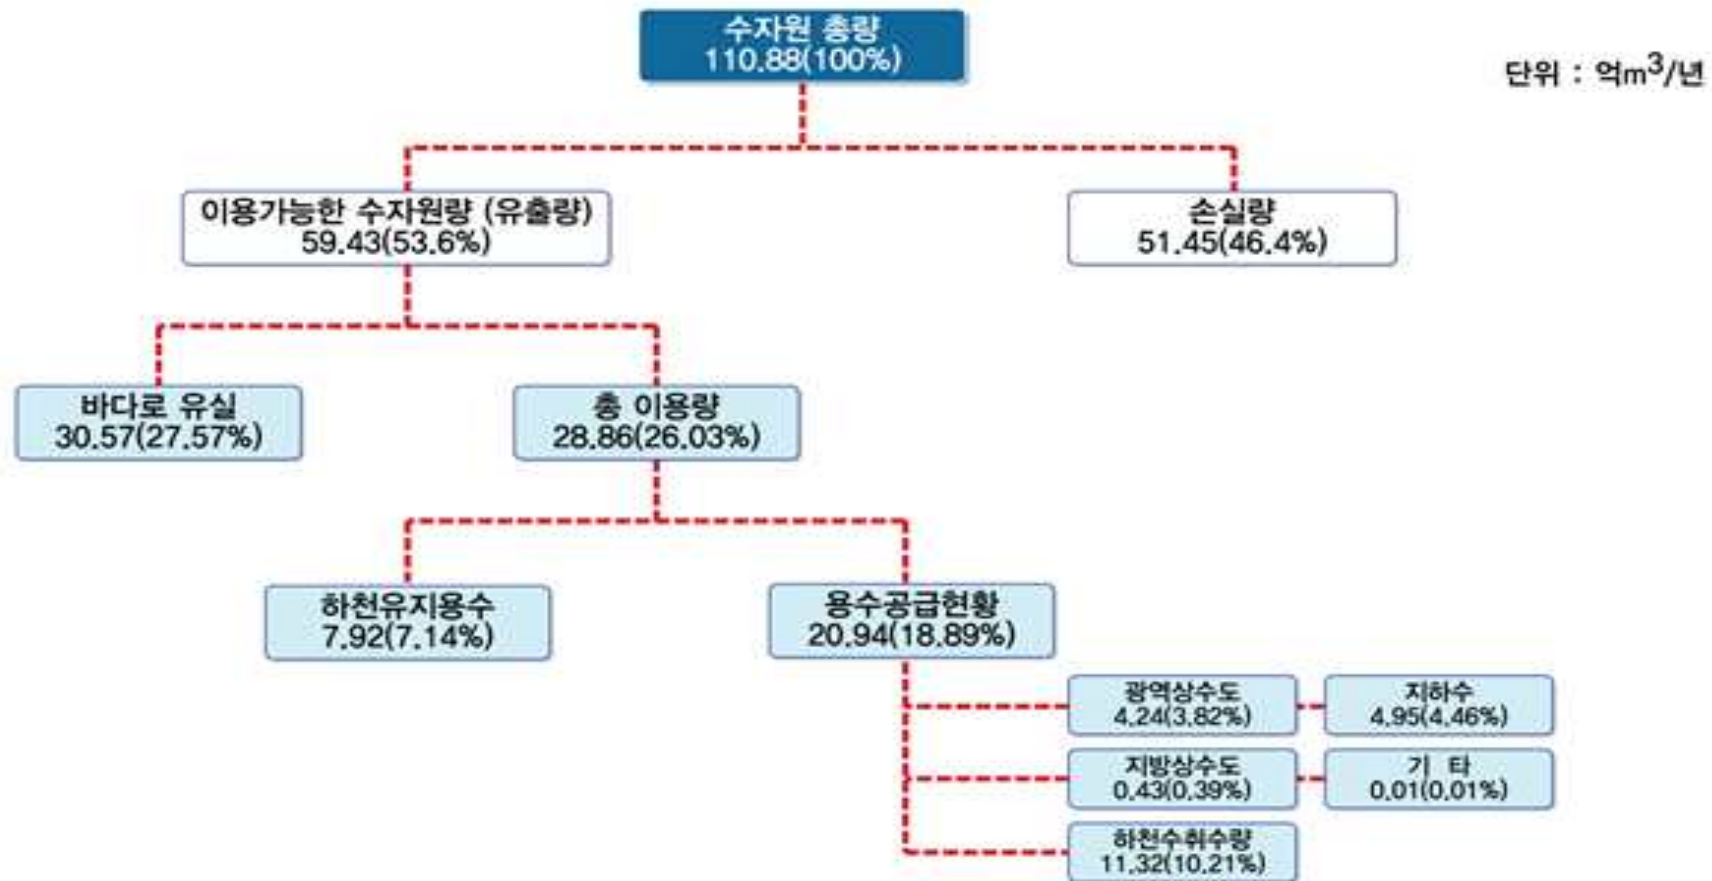 수자원 총량
110.88(100%)
단위 : 억m³/년
이용가능한 수자원량 (유출량)
59.43(53.6%)
손실량
51.45(46.4%)
바다로 유실
30.57(27.57%)
총 이용량
28.86(26.03%)
하천유지용수
7.92(7.14%)
용수공급현황
20.94(18.89%)
광역상수도
4.24(3.82%)
지하수
4.95(4.46%)
지방상수도
0.43(0.39%)
기 타
0.01(0.01%)
하천수취수량
11.32(10.21%)